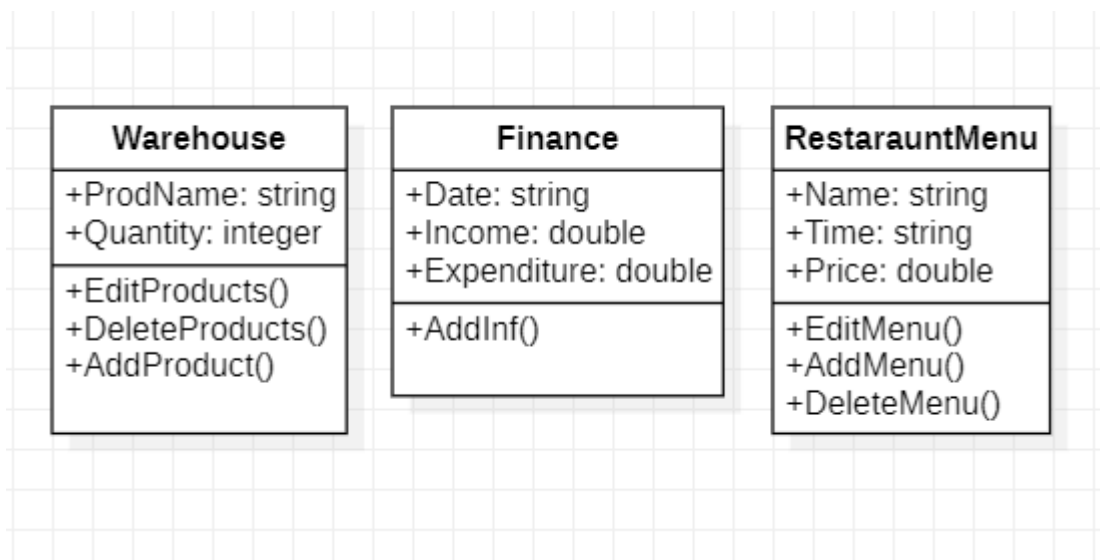 Warehouse
+ProdName: string
+Quantity: integer
+EditProducts()
+DeleteProducts()
+AddProduct()
Finance
+Date: string
+Income: double
+Expenditure: double
+AddInf()
RestarauntMenu
+Name: string
+Time: string
+Price: double
+EditMenu()
+AddMenu()
+DeleteMenu()